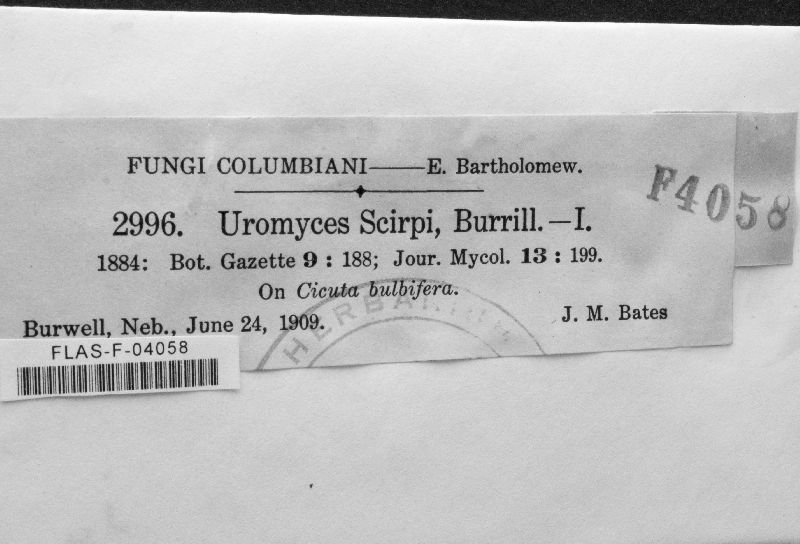 FUNGI COLUMBIANI——E. Bartholomew.
2996. Uromyces Scirpi, Burrill.—I.
1884: Bot. Gazette 9 : 188; Jour. Mycol. 13 : 199.
On Cicuta bulbifera.
Burwell, Neb., June 24, 1909. J. M. Bates
F4058
HERBARIUM
FLAS-F-04058